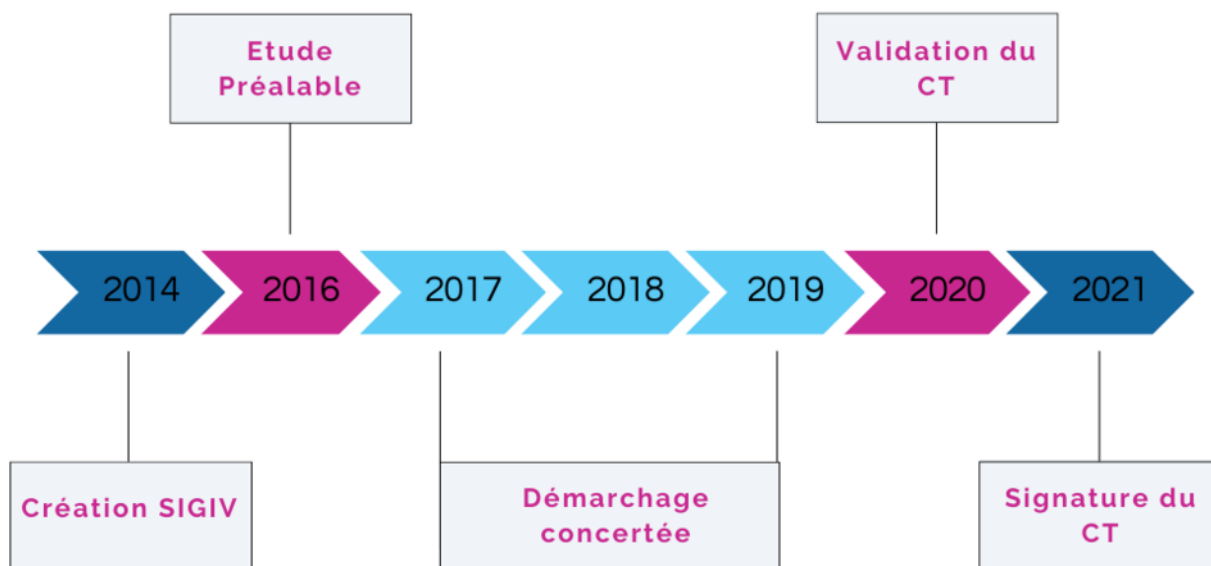 Etude
Préalable
Validation du
CT
2014 2016 2017 2018 2019 2020 2021
Création SIGIV
Démarchage
concertée
Signature du
CT